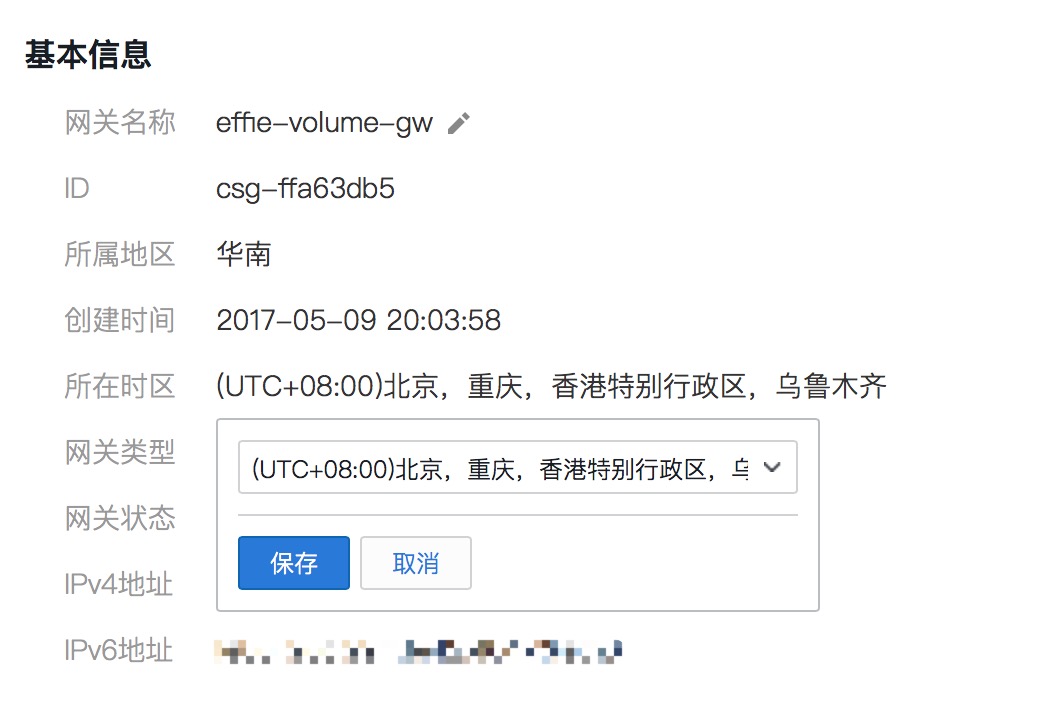 基本信息
网关名称 effie-volume-gw
ID csg-ffa63db5
所属地区 华南
创建时间 2017-05-09 20:03:58
所在时区 (UTC+08:00)北京，重庆，香港特别行政区，乌鲁木齐
网关类型
(UTC+08:00)北京，重庆，香港特别行政区，乌
网关状态
保存 取消
IPv4地址
IPv6地址